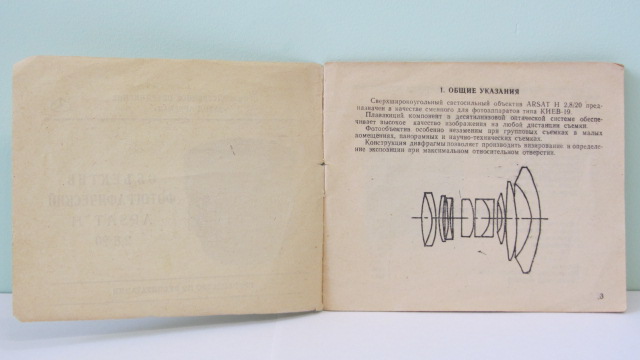 1. ОБЩИЕ УКАЗАНИЯ
Сверхширокоугольный светосильный объектив ARSAT H 2,8/20 пред-
назначен в качестве сменного для фотоаппаратов типа КИЕВ-19.
Плавающий компонент в десятилинзовой оптической системе обеспе-
чивает высокое качество изображения на любой дистанции съемки.
Фотообъектив особенно незаменим при групповых съемках в малых
помещениях, панорамных и научно-технических съемках.
Конструкция диафрагмы позволяет производить визирование и определе-
ние экспозиции при максимальном относительном отверстии.
3